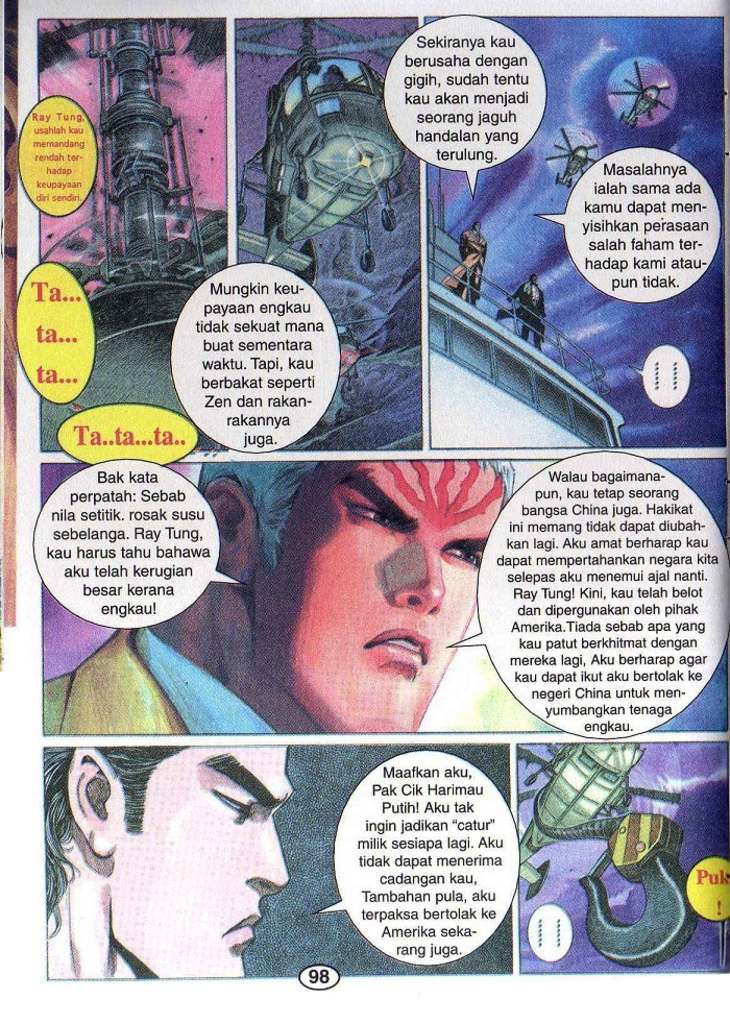 Ray Tung,
usahlah kau
memandang
rendah ter-
hadap
keupayaan
diri sendiri.
Ta...
ta...
ta...
Mungkin keu-
payaan engkau
tidak sekuat mana
buat sementara
waktu. Tapi, kau
berbakat seperti
Zen dan rakan-
rakannya
juga.
Ta..ta...ta..
Sekiranya kau
berusaha dengan
gigih, sudah tentu
kau akan menjadi
seorang jaguh
handalan yang
terulung.
Masalahnya
ialah sama ada
kamu dapat men-
yisihkan perasaan
salah faham ter-
hadap kami atau-
pun tidak.
Bak kata
perpatah: Sebab
nila setitik. rosak susu
sebelanga. Ray Tung,
kau harus tahu bahawa
aku telah kerugian
besar kerana
engkau!
Walau bagaimana-
pun, kau tetap seorang
bangsa China juga. Hakikat
ini memang tidak dapat diubah-
kan lagi. Aku amat berharap kau
dapat mempertahankan negara kita
selepas aku menemui ajal nanti.
Ray Tung! Kini, kau telah belot
dan dipergunakan oleh pihak
Amerika.Tiada sebab apa yang
kau patut berkhitmat dengan
mereka lagi, Aku berharap agar
kau dapat ikut aku bertolak ke
negeri China untuk men-
yumbangkan tenaga
engkau.
Maafkan aku,
Pak Cik Harimau
Putih! Aku tak
ingin jadikan “catur”
milik sesiapa lagi. Aku
tidak dapat menerima
cadangan kau,
Tambahan pula, aku
terpaksa bertolak ke
Amerika seka-
rang juga.
Puk
!
98